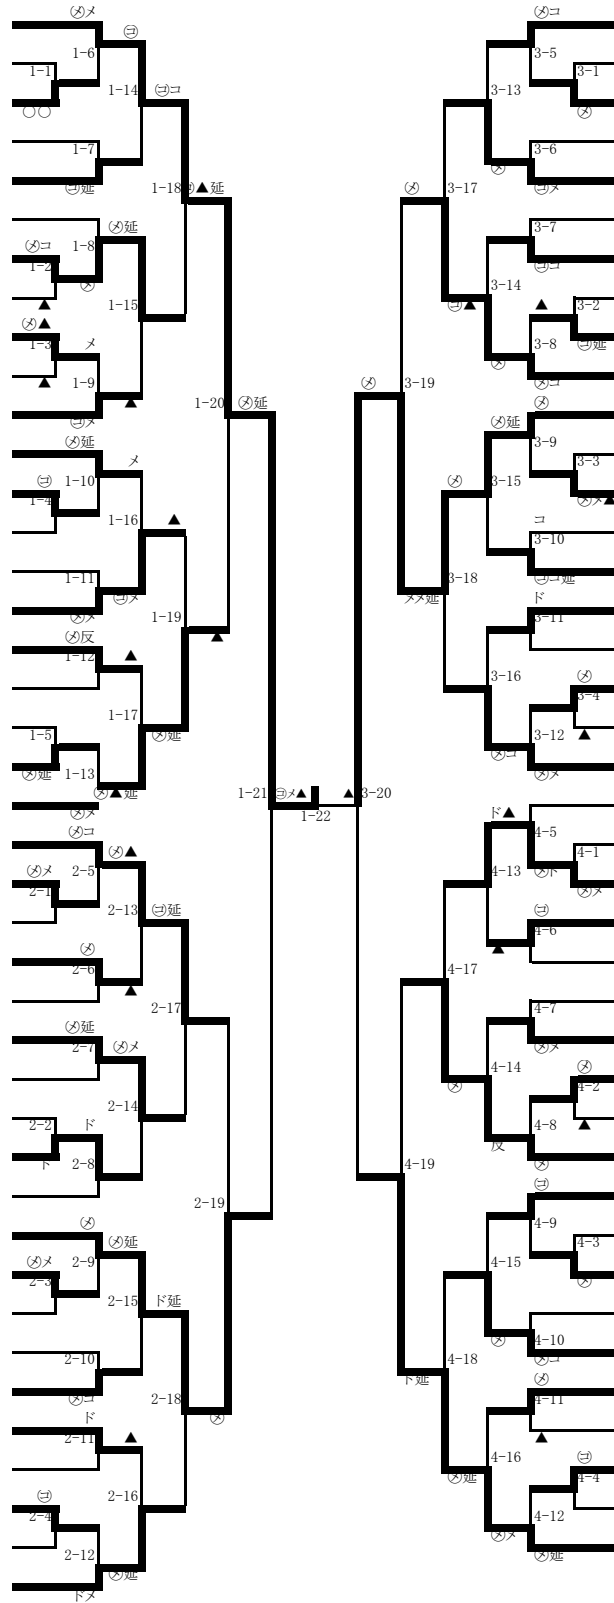 ㋱メ
㋙
1-6
1-1
1-14
㋙コ
〇〇
1-7
㋙延
1-18
㋙▲延
㋱延
1-8
㋱コ
1-2
㋱
▲
1-15
㋱▲
1-3
メ
▲
1-9
▲
㋙メ
1-20
㋱延
㋱延
メ
1-10
㋙
1-4
1-16
▲
1-11
㋙メ
㋱メ
1-19
▲
㋱反
1-12
▲
1-5
1-17
㋱延
㋱延
1-13
㋱▲延
㋱メ
1-21
㋙メ▲
1-22
▲
3-20
㋱コ
㋱▲
2-5
㋱メ
2-1
2-13
㋙延
㋱
2-6
▲
2-17
㋱延
㋱メ
2-7
2-14
2-2
ド
ド
2-8
2-19
㋱
㋱延
2-9
㋱メ
2-3
2-15
ド延
2-10
㋱コ
2-18
㋱
ド
2-11
▲
2-16
㋙
2-4
2-12
㋱延
ドメ
㋱コ
3-5
3-1
3-13
㋱
3-6
㋱
㋙メ
㋱
3-17
3-7
㋙コ
3-14
㋙▲
▲
3-2
3-8
㋙延
㋱
㋱コ
㋱
3-19
㋱
㋱延
3-9
3-3
㋱
3-15
㋱メ▲
コ
3-10
㋙コ延
3-18
メメ延
ド
3-11
3-16
㋱
3-4
3-12
▲
㋱コ
㋱メ
ド▲
4-5
4-1
4-13
㋱ド
㋱メ
㋙
4-6
▲
4-17
4-7
㋱メ
4-14
㋱
㋱
4-2
4-8
▲
反
㋱
4-19
㋙
4-9
4-3
4-15
㋱
4-10
㋱
㋱コ
4-18
ド延
㋱
4-11
▲
4-16
㋙
4-4
㋱延
4-12
㋱メ
㋱延